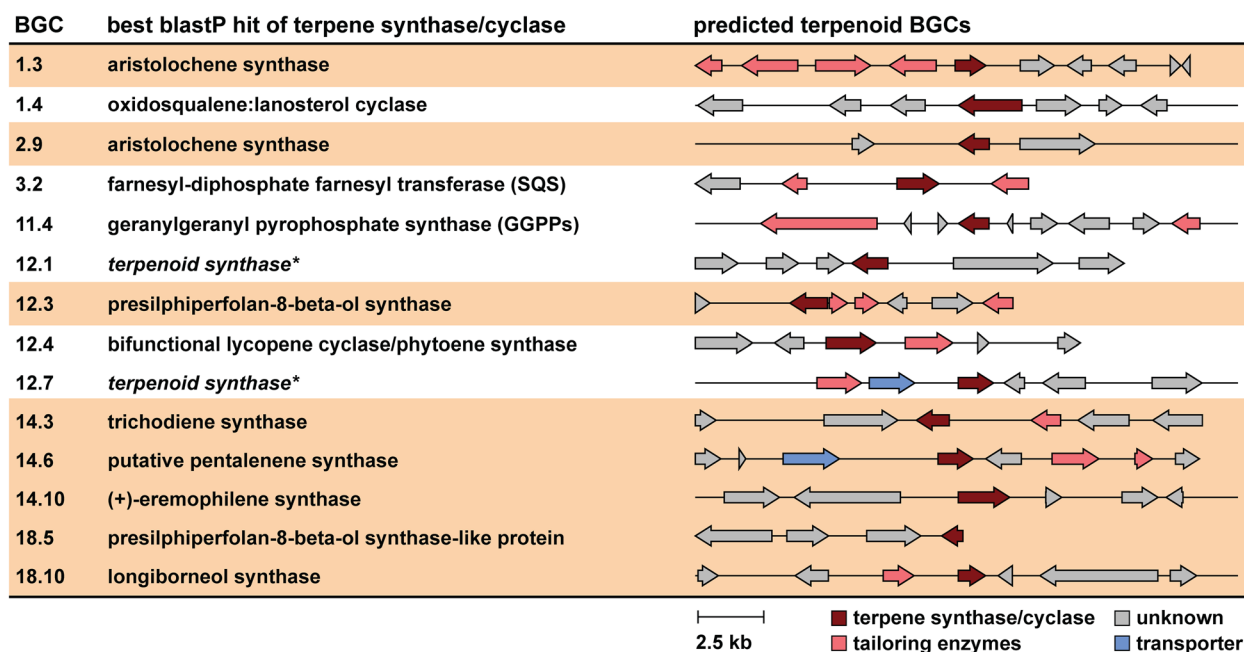 BGC best blastP hit of terpene synthase/cyclase predicted terpenoid BGCs
1.3 aristolochene synthase
1.4 oxidosqualene:lanosterol cyclase
2.9 aristolochene synthase
3.2 farnesyl-diphosphate farnesyl transferase (SQS)
11.4 geranylgeranyl pyrophosphate synthase (GGPPs)
12.1 terpenoid synthase*
12.3 presilphiperfolan-8-beta-ol synthase
12.4 bifunctional lycopene cyclase/phytoene synthase
12.7 terpenoid synthase*
14.3 trichodiene synthase
14.6 putative pentalenene synthase
14.10 (+)-eremophilene synthase
18.5 presilphiperfolan-8-beta-ol synthase-like protein
18.10 longiborneol synthase
terpene synthase/cyclase unknown
2.5 kb tailoring enzymes transporter